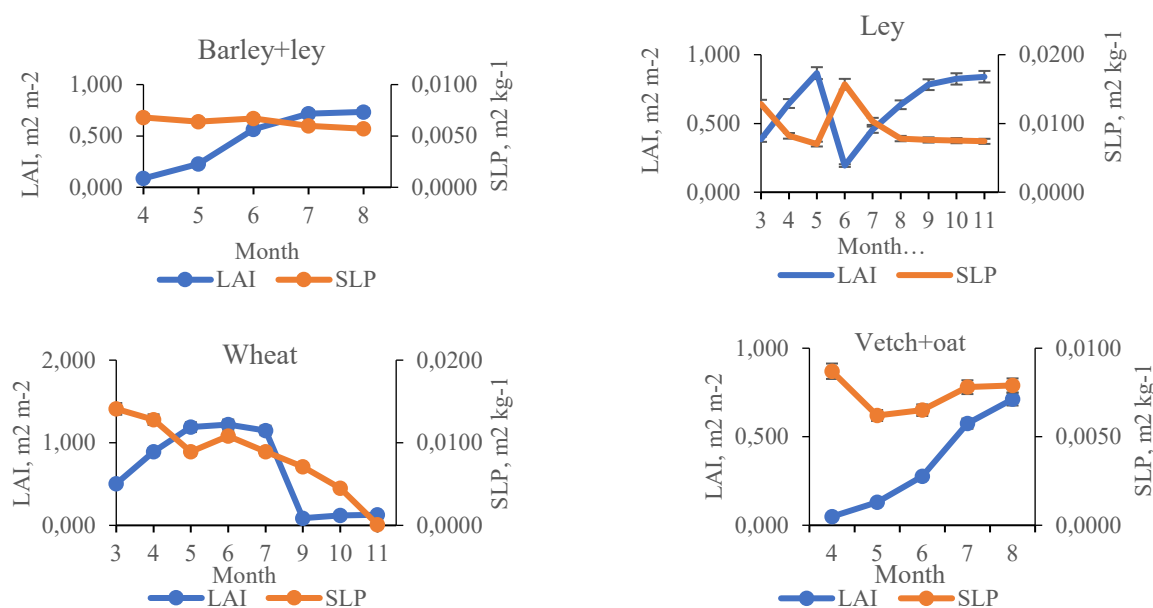 Barley+ley
LAI, m2 m-2
1,000
0,500
0,000
0,0100
0,0050
0,0000
SLP, m2 kg-1
4 5 6 7 8
Month
LAI SLP
Ley
LAI, m2 m-2
1,000
0,500
0,000
0,0200
0,0100
0,0000
SLP, m2 kg-1
3 4 5 6 7 8 9 10 11
Month…
LAI SLP
Wheat
LAI, m2 m-2
2,000
1,000
0,000
0,0200
0,0100
0,0000
SLP, m2 kg-1
3 4 5 6 7 9 10 11
Month
LAI SLP
Vetch+oat
LAI, m2 m-2
1,000
0,500
0,000
0,0100
0,0050
0,0000
SLP, m2 kg-1
4 5 6 7 8
Month
LAI SLP